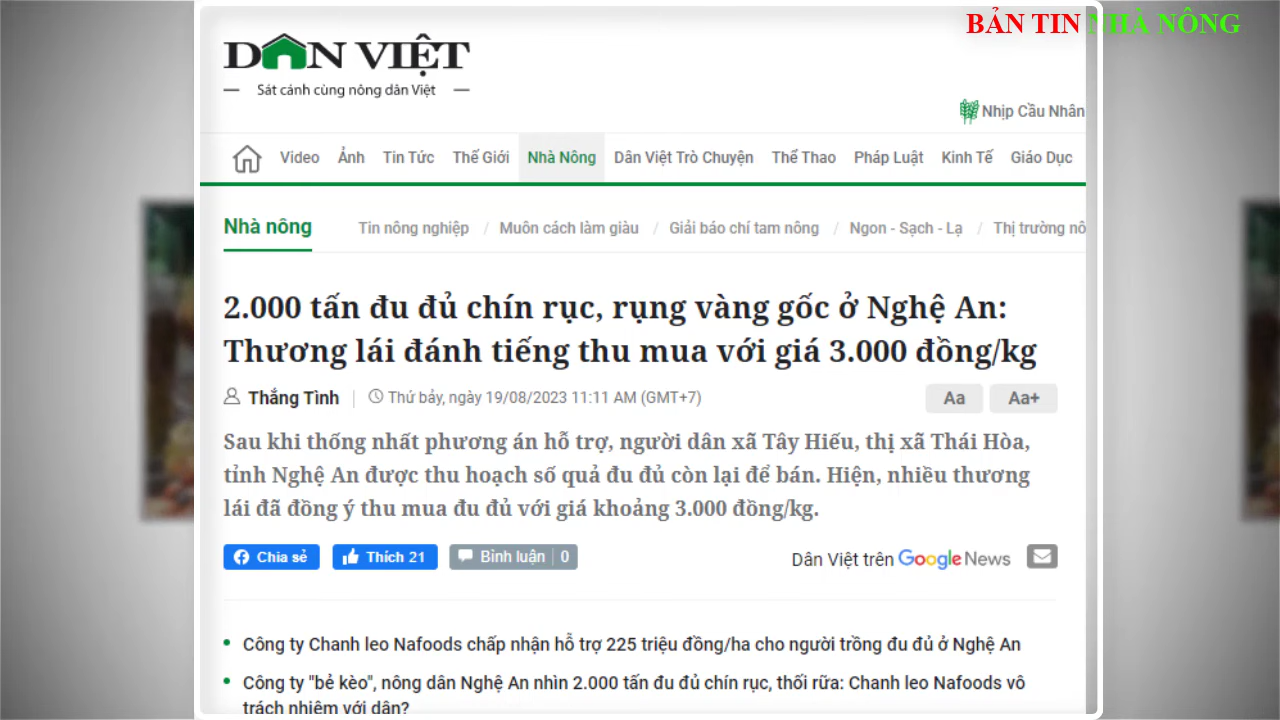 BẢN TIN NHÀ NÔNG
DÂN VIỆT
Sát cánh cùng nông dân Việt
Nhịp Cầu Nhân
Video Ảnh Tin Tức Thế Giới Nhà Nông Dân Việt Trò Chuyện Thể Thao Pháp Luật Kinh Tế Giáo Dục
Nhà nông Tin nông nghiệp / Muôn cách làm giàu / Giải báo chí tam nông / Ngon - Sạch - Lạ / Thị trường nô
2.000 tấn đu đủ chín rục, rụng vàng gốc ở Nghệ An:
Thương lái đánh tiếng thu mua với giá 3.000 đồng/kg
Thắng Tình Thứ bảy, ngày 19/08/2023 11:11 AM (GMT+7) Aa Aa+
Sau khi thống nhất phương án hỗ trợ, người dân xã Tây Hiếu, thị xã Thái Hòa,
tỉnh Nghệ An được thu hoạch số quả đu đủ còn lại để bán. Hiện, nhiều thương
lái đã đồng ý thu mua đu đủ với giá khoảng 3.000 đồng/kg.
Chia sẻ Thích 21 Bình luận 0 Dân Việt trên Google News
Công ty Chanh leo Nafoods chấp nhận hỗ trợ 225 triệu đồng/ha cho người trồng đu đủ ở Nghệ An
Công ty "bẻ kèo", nông dân Nghệ An nhìn 2.000 tấn đu đủ chín rục, thối rữa: Chanh leo Nafoods vô
trách nhiệm với dân?